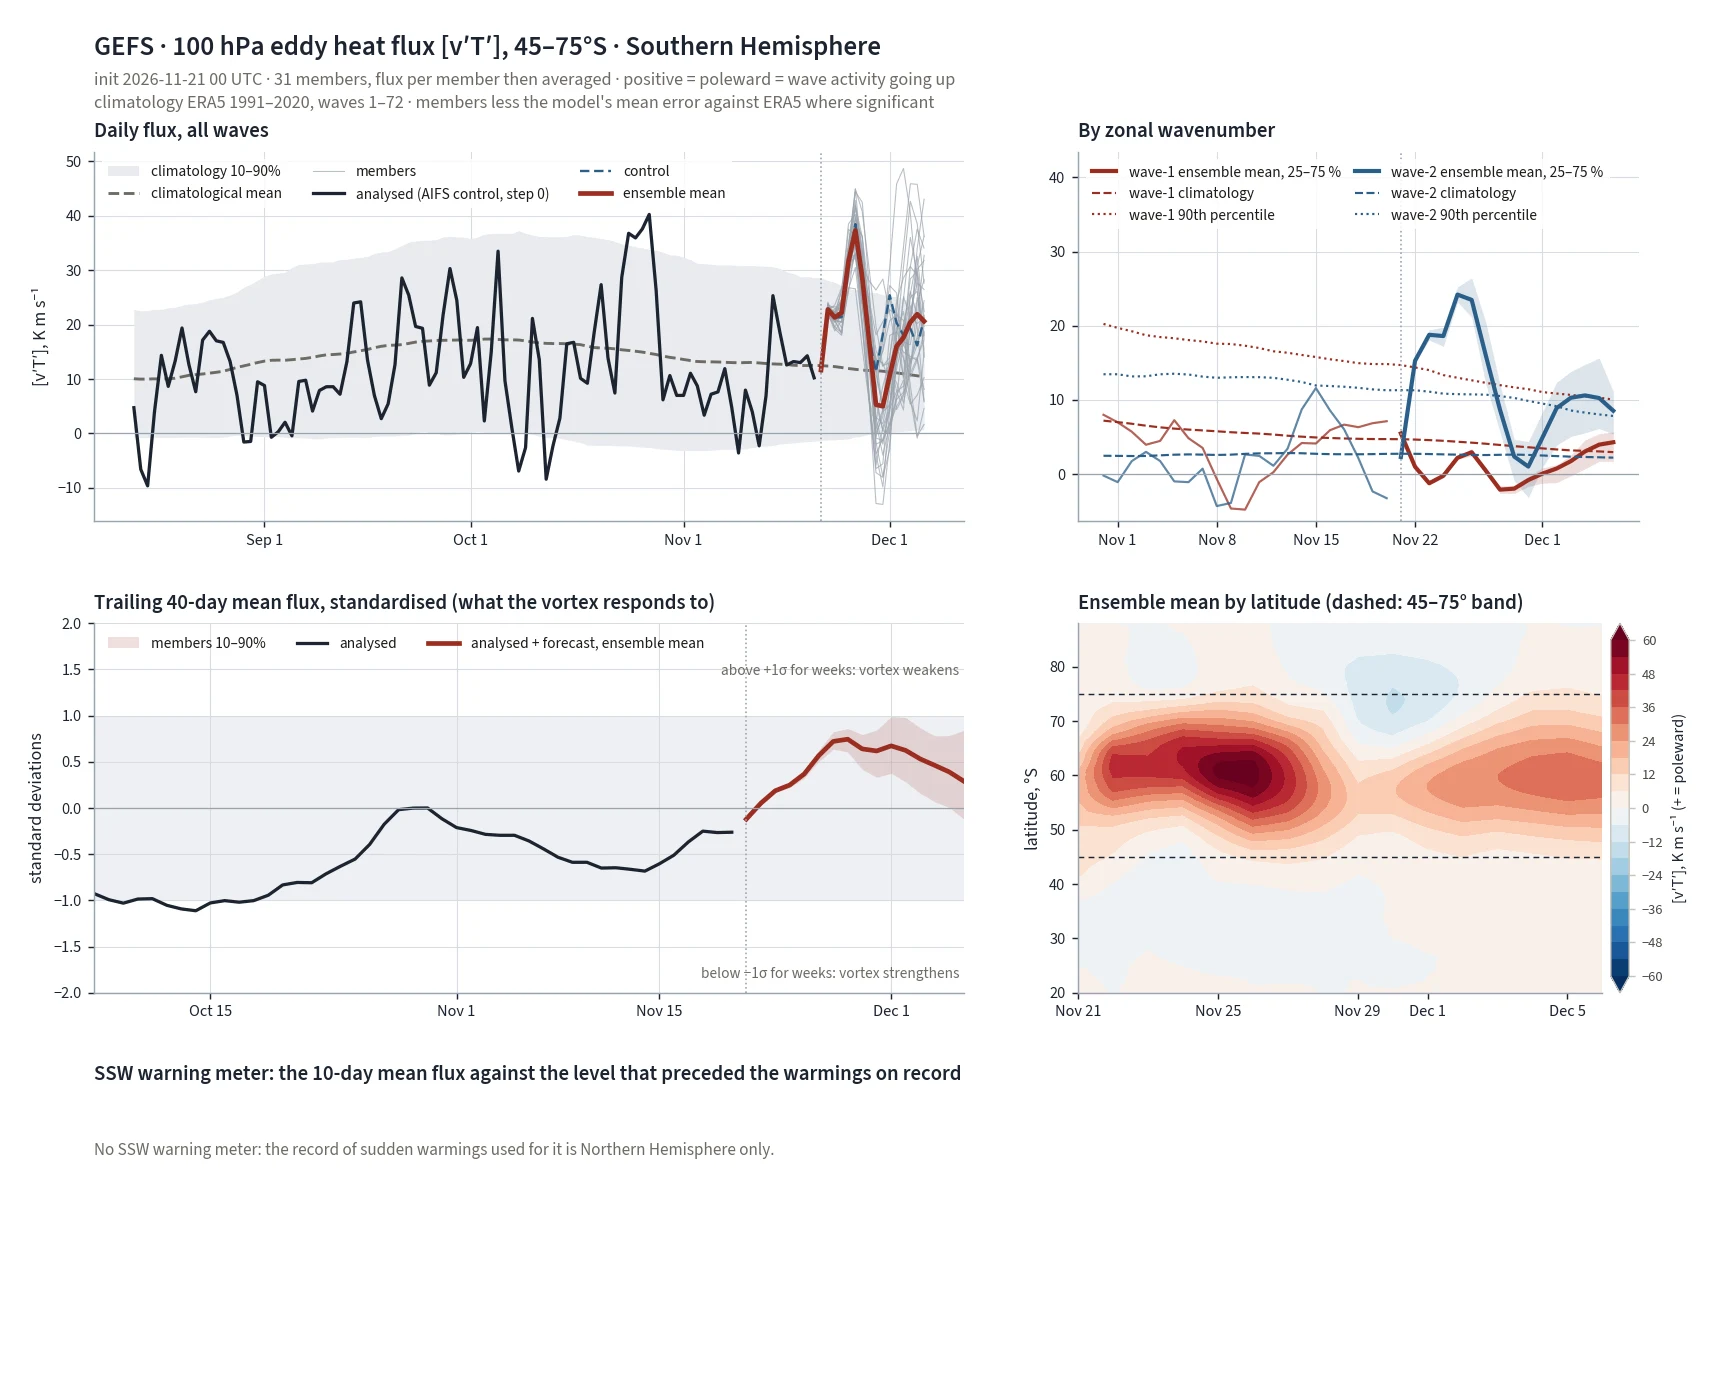 GEFS · 100 hPa eddy heat flux [v′T′], 45–75°S · Southern Hemisphere
init 2026-11-21 00 UTC · 31 members, flux per member then averaged · positive = poleward = wave activity going up
climatology ERA5 1991–2020, waves 1–72 · members less the model's mean error against ERA5 where significant
Daily flux, all waves
climatology 10–90%
climatological mean
members
analysed (AIFS control, step 0)
control
ensemble mean
[v′T′], K m s⁻¹
50
40
30
20
10
0
−10
Sep 1
Oct 1
Nov 1
Dec 1
By zonal wavenumber
wave-1 ensemble mean, 25–75 %
wave-1 climatology
wave-1 90th percentile
wave-2 ensemble mean, 25–75 %
wave-2 climatology
wave-2 90th percentile
40
30
20
10
0
Nov 1
Nov 8
Nov 15
Nov 22
Dec 1
Trailing 40-day mean flux, standardised (what the vortex responds to)
members 10–90%
analysed
analysed + forecast, ensemble mean
above +1σ for weeks: vortex weakens
below −1σ for weeks: vortex strengthens
standard deviations
2.0
1.5
1.0
0.5
0.0
−0.5
−1.0
−1.5
−2.0
Oct 15
Nov 1
Nov 15
Dec 1
Ensemble mean by latitude (dashed: 45–75° band)
latitude, °S
80
70
60
50
40
30
20
Nov 21
Nov 25
Nov 29
Dec 1
Dec 5
60
48
36
24
12
0
−12
−24
−36
−48
−60
[v′T′], K m s⁻¹ (+ = poleward)
SSW warning meter: the 10-day mean flux against the level that preceded the warmings on record
No SSW warning meter: the record of sudden warmings used for it is Northern Hemisphere only.